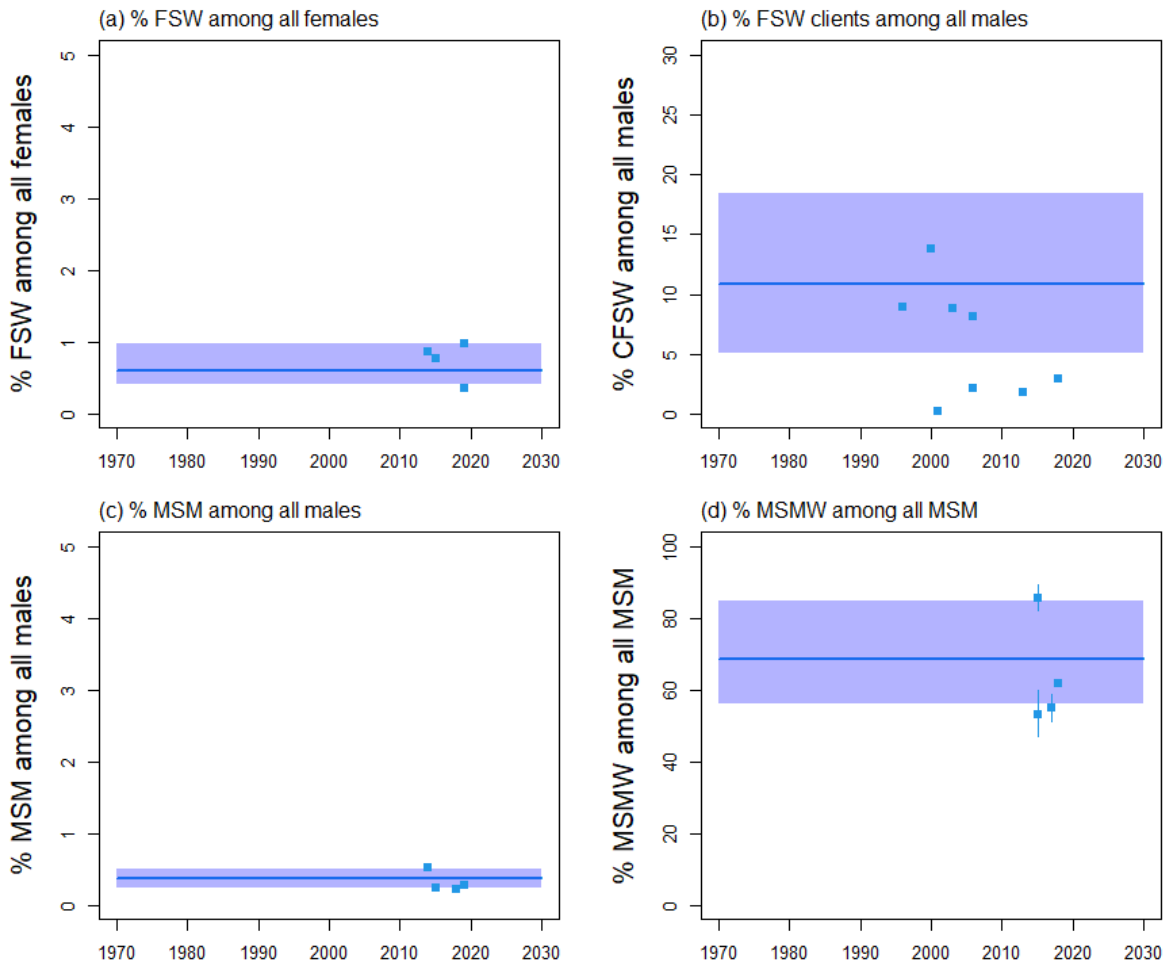 (a) % FSW among all females
% FSW among all females
5
4
3
2
1
0
1970 1980 1990 2000 2010 2020 2030
(b) % FSW clients among all males
% CFSW among all males
30
25
20
15
10
5
0
1970 1980 1990 2000 2010 2020 2030
(c) % MSM among all males
% MSM among all males
5
4
3
2
1
0
1970 1980 1990 2000 2010 2020 2030
(d) % MSMW among all MSM
% MSMW among all MSM
100
80
60
40
20
0
1970 1980 1990 2000 2010 2020 2030